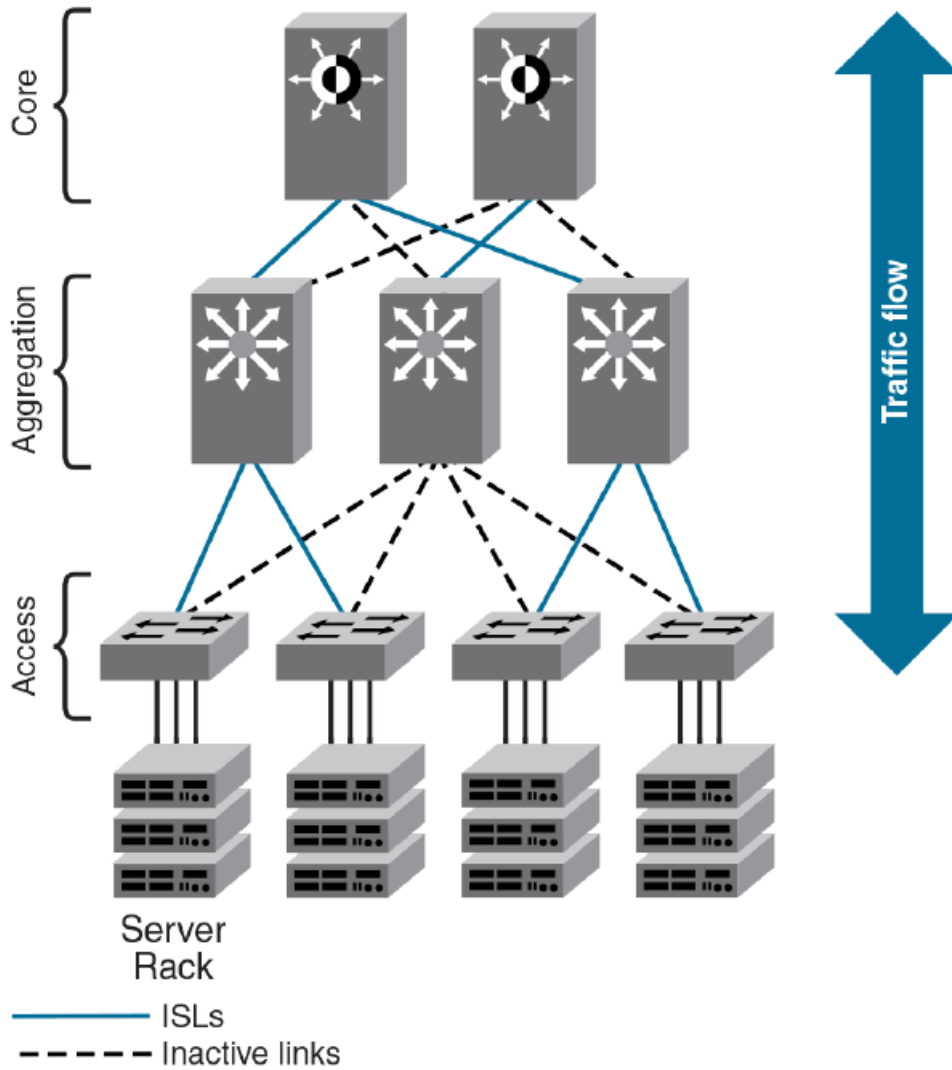 Core
Aggregation
Access
Traffic flow
Server
Rack
ISLs
Inactive links